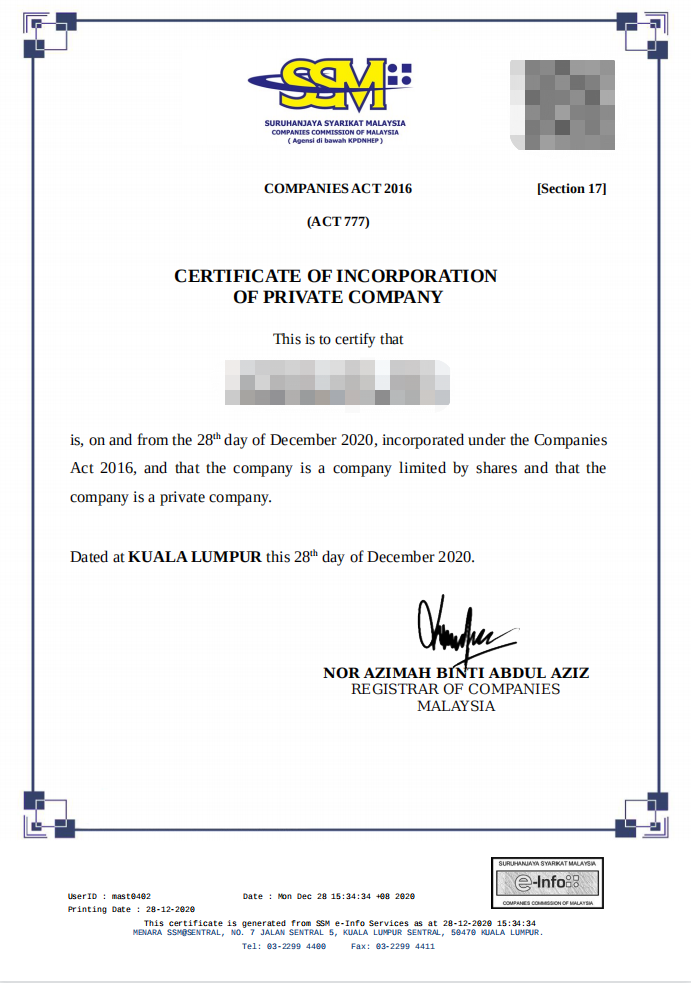 SSM
SURUHANJAYA SYARIKAT MALAYSIA
COMPANIES COMMISSION OF MALAYSIA
( Agensi di bawah KPDNHEP )
COMPANIES ACT 2016 [Section 17]
(ACT 777)
CERTIFICATE OF INCORPORATION
OF PRIVATE COMPANY
This is to certify that
is, on and from the 28th day of December 2020, incorporated under the Companies
Act 2016, and that the company is a company limited by shares and that the
company is a private company.
Dated at KUALA LUMPUR this 28th day of December 2020.
NOR AZIMAH BINTI ABDUL AZIZ
REGISTRAR OF COMPANIES
MALAYSIA
SURUHANJAYA SYARIKAT MALAYSIA
e-Info
COMPANIES COMMISSION OF MALAYSIA
UserID : mast0402 Date : Mon Dec 28 15:34:34 +08 2020
Printing Date : 28-12-2020
This certificate is generated from SSM e-Info Services as at 28-12-2020 15:34:34
MENARA SSM@SENTRAL, NO. 7 JALAN SENTRAL 5, KUALA LUMPUR SENTRAL, 50470 KUALA LUMPUR.
Tel: 03-2299 4400 Fax: 03-2299 4411